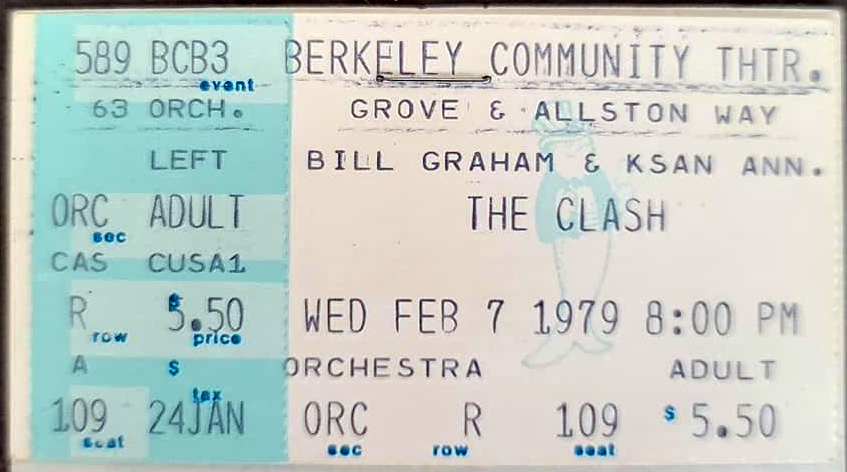 589 BCB3 BERKELEY COMMUNITY THTR.
event
63 ORCH. GROVE & ALLSTON WAY
LEFT BILL GRAHAM & KSAN ANN.
ORC ADULT THE CLASH
sec
CAS CUSA1
R $5.50 WED FEB 7 1979 8:00 PM
row price
A $ ORCHESTRA ADULT
tax
109 24JAN ORC R 109 $5.50
seat sec row seat